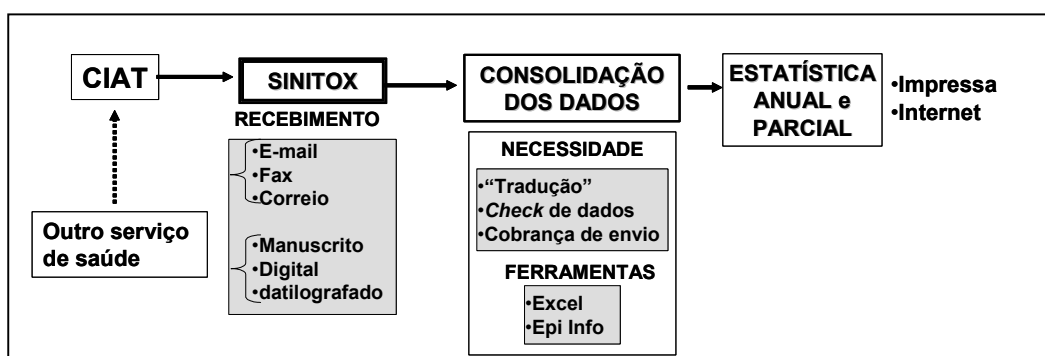 CIAT
SINITOX
RECEBIMENTO
•E-mail
•Fax
•Correio
•Manuscrito
•Digital
•datilografado
Outro serviço
de saúde
CONSOLIDAÇÃO
DOS DADOS
NECESSIDADE
•“Tradução”
•Check de dados
•Cobrança de envio
FERRAMENTAS
•Excel
•Epi Info
ESTATÍSTICA
ANUAL e
PARCIAL
•Impressa
•Internet